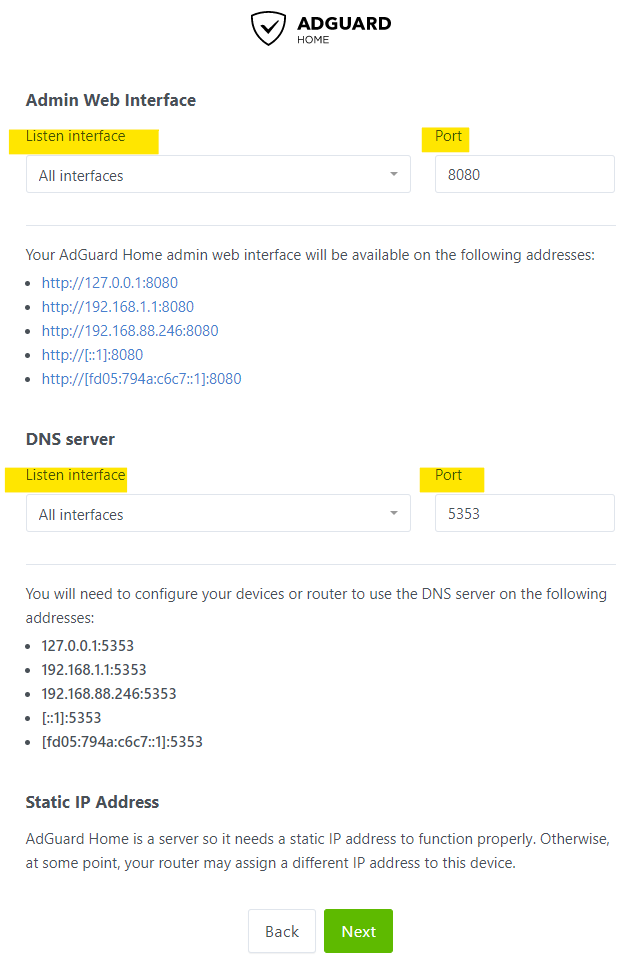 ADGUARD
HOME
Admin Web Interface
Listen interface Port
All interfaces 8080
Your AdGuard Home admin web interface will be available on the following addresses:
http://127.0.0.1:8080
http://192.168.1.1:8080
http://192.168.88.246:8080
http://[::1]:8080
http://[fd05:794a:c6c7::1]:8080
DNS server
Listen interface Port
All interfaces 5353
You will need to configure your devices or router to use the DNS server on the following
addresses:
127.0.0.1:5353
192.168.1.1:5353
192.168.88.246:5353
[::1]:5353
[fd05:794a:c6c7::1]:5353
Static IP Address
AdGuard Home is a server so it needs a static IP address to function properly. Otherwise,
at some point, your router may assign a different IP address to this device.
Back Next